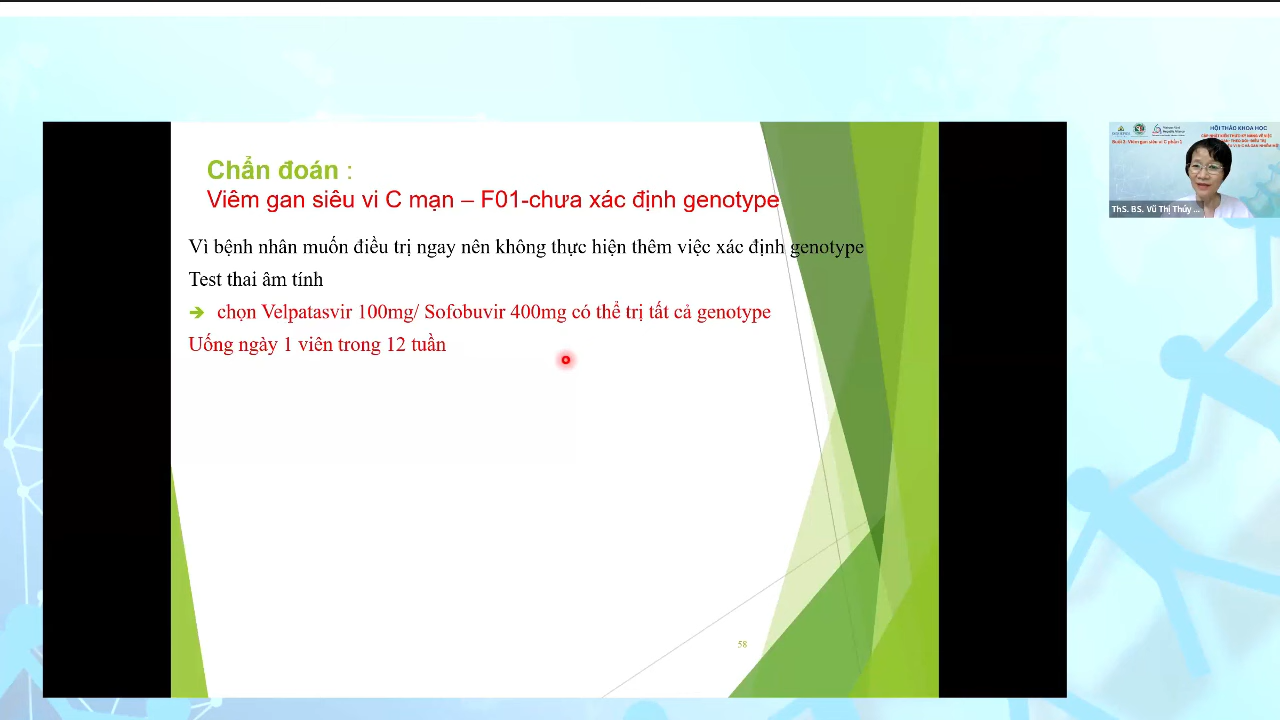 Chẩn đoán :
Viêm gan siêu vi C mạn – F01-chưa xác định genotype
Vì bệnh nhân muốn điều trị ngay nên không thực hiện thêm việc xác định genotype
Test thai âm tính
➔ chọn Velpatasvir 100mg/ Sofobuvir 400mg có thể trị tất cả genotype
Uống ngày 1 viên trong 12 tuần
58
HỘI THẢO KHOA HỌC
ThS. BS. Vũ Thị Thúy ...